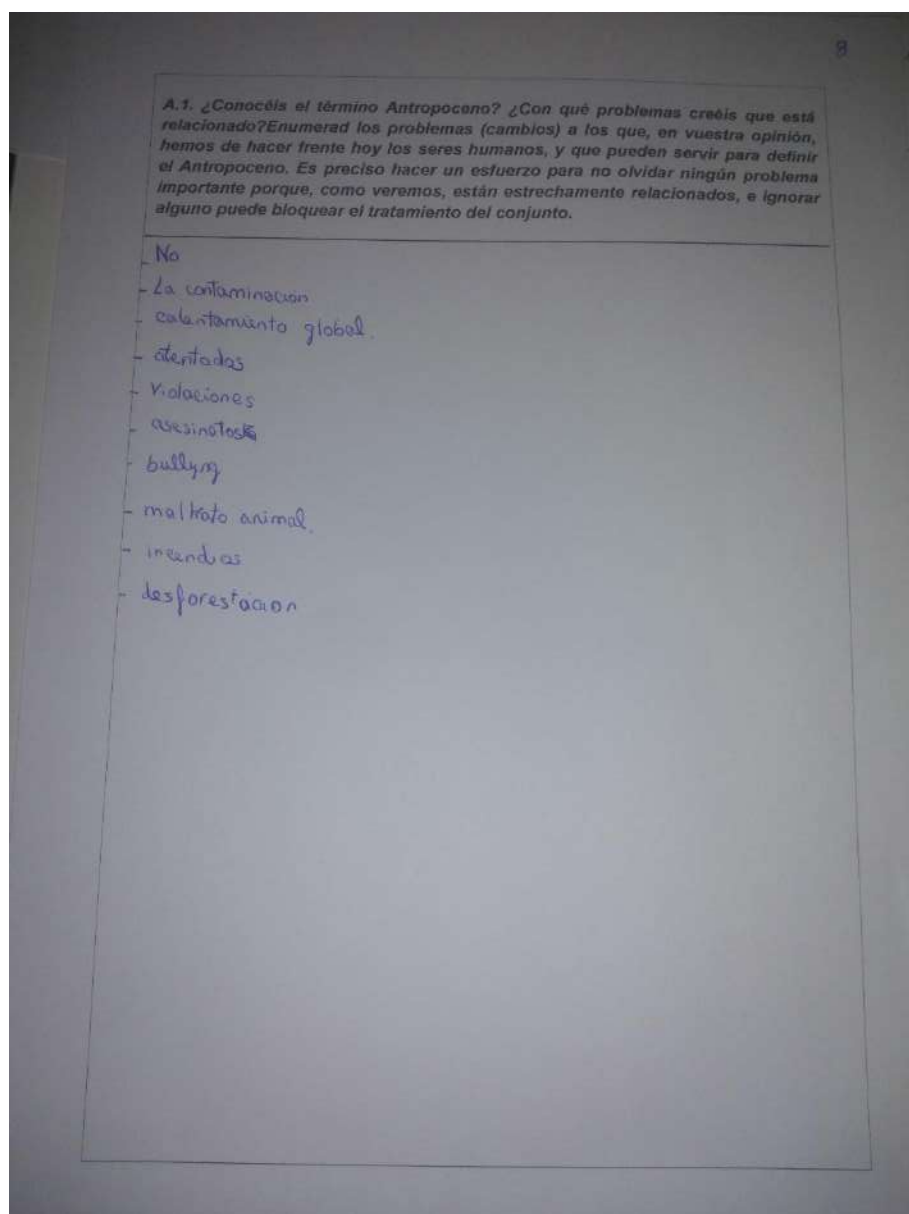 8
A.1. ¿Conocéis el término Antropoceno? ¿Con qué problemas creéis que está
relacionado?Enumerad los problemas (cambios) a los que, en vuestra opinión,
hemos de hacer frente hoy los seres humanos, y que pueden servir para definir
el Antropoceno. Es preciso hacer un esfuerzo para no olvidar ningún problema
importante porque, como veremos, están estrechamente relacionados, e ignorar
alguno puede bloquear el tratamiento del conjunto.
- No
- La contaminación
- calentamiento global.
- atentados
- Violaciones
- asesinatos
- bullyng
- maltrato animal.
- incendios
- desforestacion